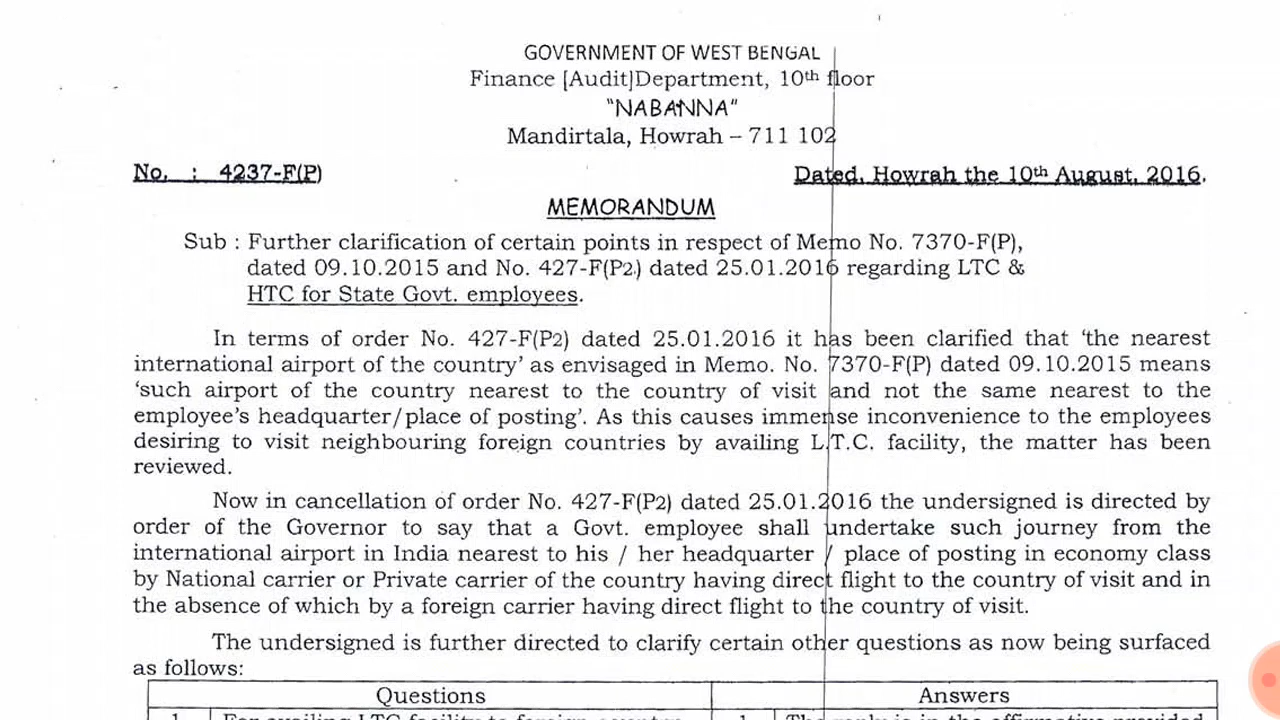 GOVERNMENT OF WEST BENGAL
Finance [Audit]Department, 10th floor
"NABANNA"
Mandirtala, Howrah – 711 102
No. : 4237-F(P)
Dated, Howrah the 10th August, 2016.
MEMORANDUM
Sub : Further clarification of certain points in respect of Memo No. 7370-F(P),
dated 09.10.2015 and No. 427-F(P2) dated 25.01.2016 regarding LTC &
HTC for State Govt. employees.
In terms of order No. 427-F(P2) dated 25.01.2016 it has been clarified that 'the nearest
international airport of the country' as envisaged in Memo. No. 7370-F(P) dated 09.10.2015 means
'such airport of the country nearest to the country of visit and not the same nearest to the
employee's headquarter/place of posting'. As this causes immense inconvenience to the employees
desiring to visit neighbouring foreign countries by availing L.T.C. facility, the matter has been
reviewed.
Now in cancellation of order No. 427-F(P2) dated 25.01.2016 the undersigned is directed by
order of the Governor to say that a Govt. employee shall undertake such journey from the
international airport in India nearest to his / her headquarter / place of posting in economy class
by National carrier or Private carrier of the country having direct flight to the country of visit and in
the absence of which by a foreign carrier having direct flight to the country of visit.
The undersigned is further directed to clarify certain other questions as now being surfaced
as follows:
Questions
Answers